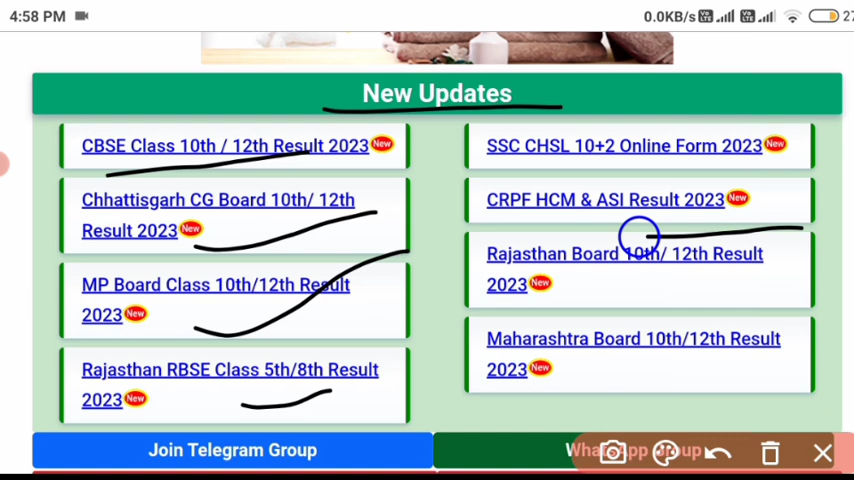 4:58 PM
0.0KB/s
27
New Updates
CBSE Class 10th / 12th Result 2023 New
Chhattisgarh CG Board 10th/ 12th
Result 2023 New
MP Board Class 10th/12th Result
2023 New
Rajasthan RBSE Class 5th/8th Result
2023 New
SSC CHSL 10+2 Online Form 2023 New
CRPF HCM & ASI Result 2023 New
Rajasthan Board 10th/ 12th Result
2023 New
Maharashtra Board 10th/12th Result
2023 New
Join Telegram Group
WhatsApp Group